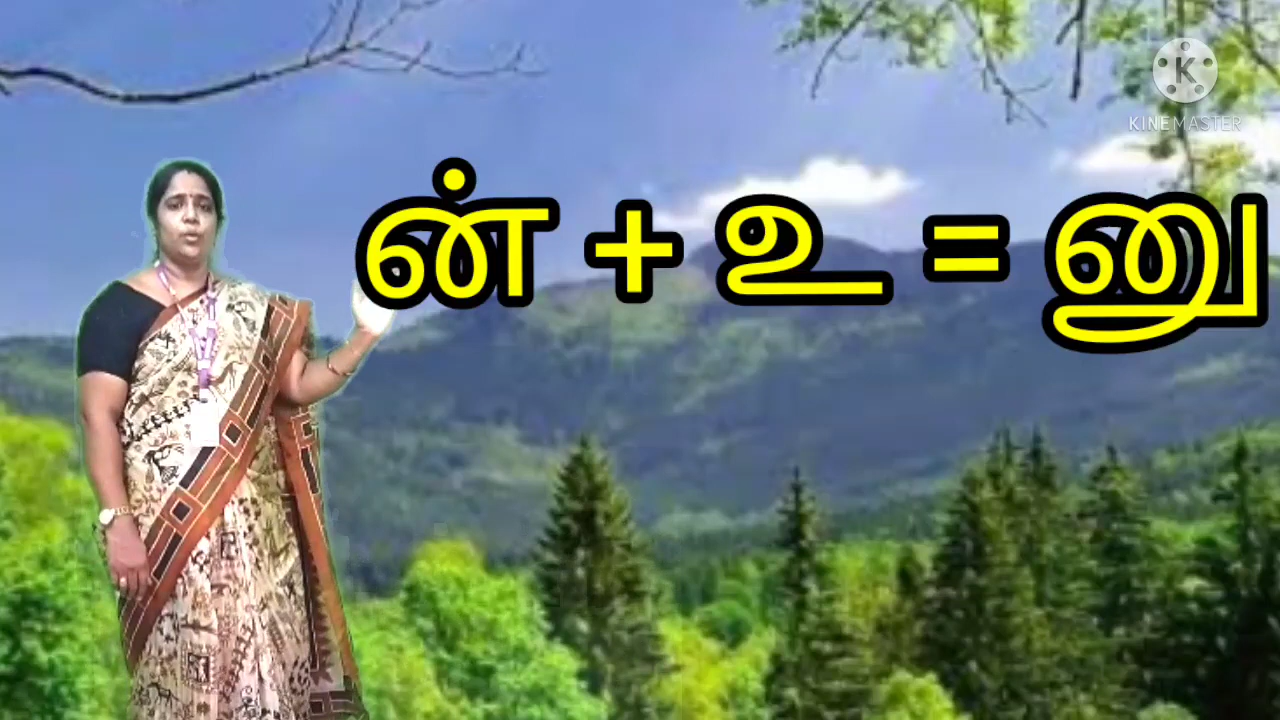 K
KINEMASTER
ன் + உ = னு